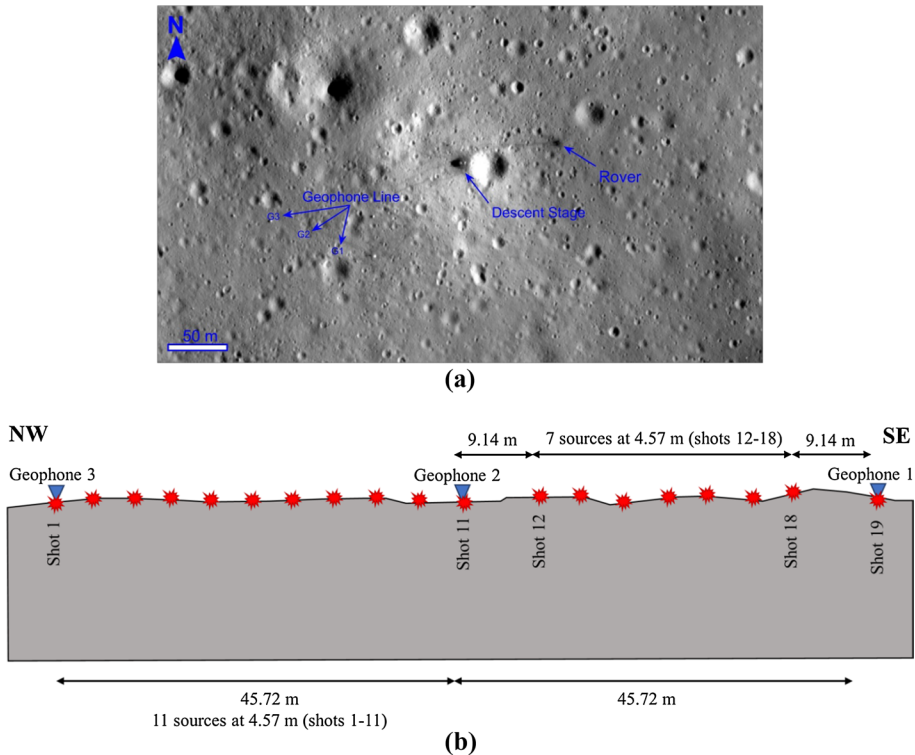 N
Geophone Line
G3
G2
G1
Rover
Descent Stage
50 m
(a)
NW
9.14 m
7 sources at 4.57 m (shots 12-18)
9.14 m
SE
Geophone 3
Geophone 2
Geophone 1
Shot 1
Shot 11
Shot 12
Shot 18
Shot 19
45.72 m
45.72 m
11 sources at 4.57 m (shots 1-11)
(b)